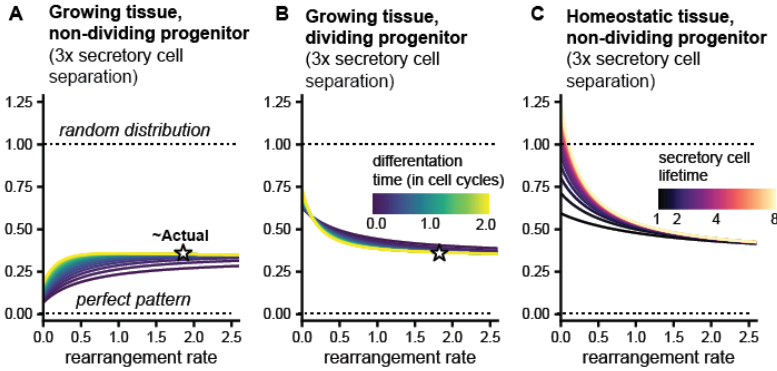 A
Growing tissue,
non-dividing progenitor
(3x secretory cell
separation)
1.25
1.00
0.75
0.50
0.25
0.00
random distribution
~Actual
perfect pattern
0.0 0.5 1.0 1.5 2.0 2.5
rearrangement rate
B
Growing tissue,
dividing progenitor
(3x secretory cell
separation)
1.25
1.00
0.75
0.50
0.25
0.00
differentation
time (in cell cycles)
0.0 1.0 2.0
0.0 0.5 1.0 1.5 2.0 2.5
rearrangement rate
C
Homeostatic tissue,
non-dividing progenitor
(3x secretory cell
separation)
1.25
1.00
0.75
0.50
0.25
0.00
secretory cell
lifetime
1 2 4 8
0.0 0.5 1.0 1.5 2.0 2.5
rearrangement rate